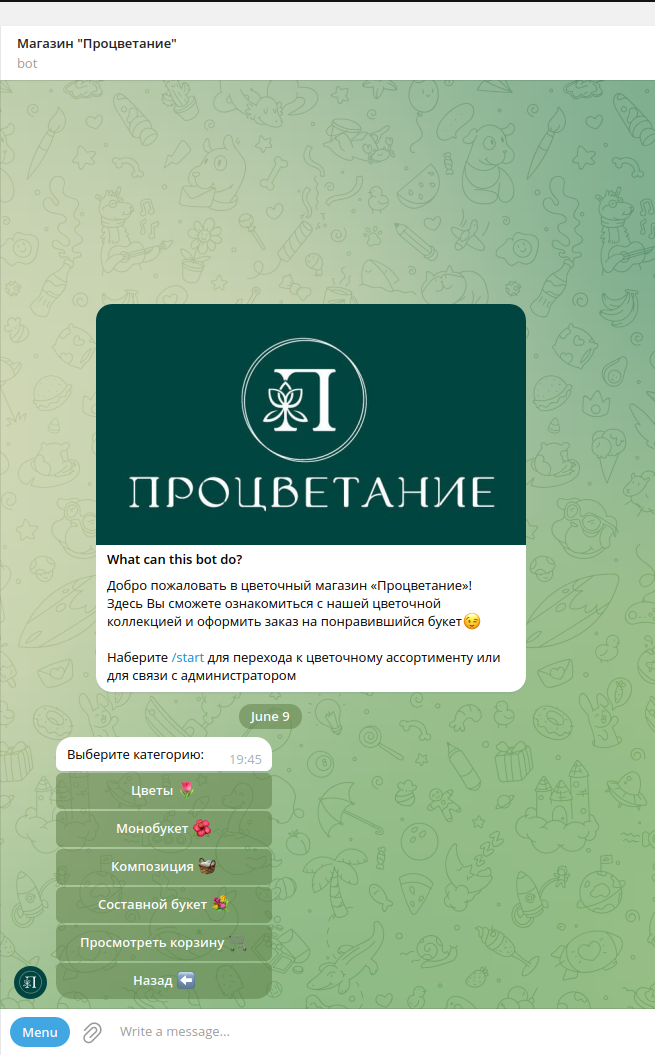 Магазин "Процветание"
bot
П
ПРОЦВЕТАНИЕ
What can this bot do?
Добро пожаловать в цветочный магазин «Процветание»!
Здесь Вы сможете ознакомиться с нашей цветочной
коллекцией и оформить заказ на понравившийся букет😉
Наберите /start для перехода к цветочному ассортименту или
для связи с администратором
June 9
Выберите категорию: 19:45
Цветы 🌷
Монобукет 🌺
Композиция 🧺
Составной букет 💐
Просмотреть корзину 🛒
Назад ⬅️
П
Menu
Write a message...